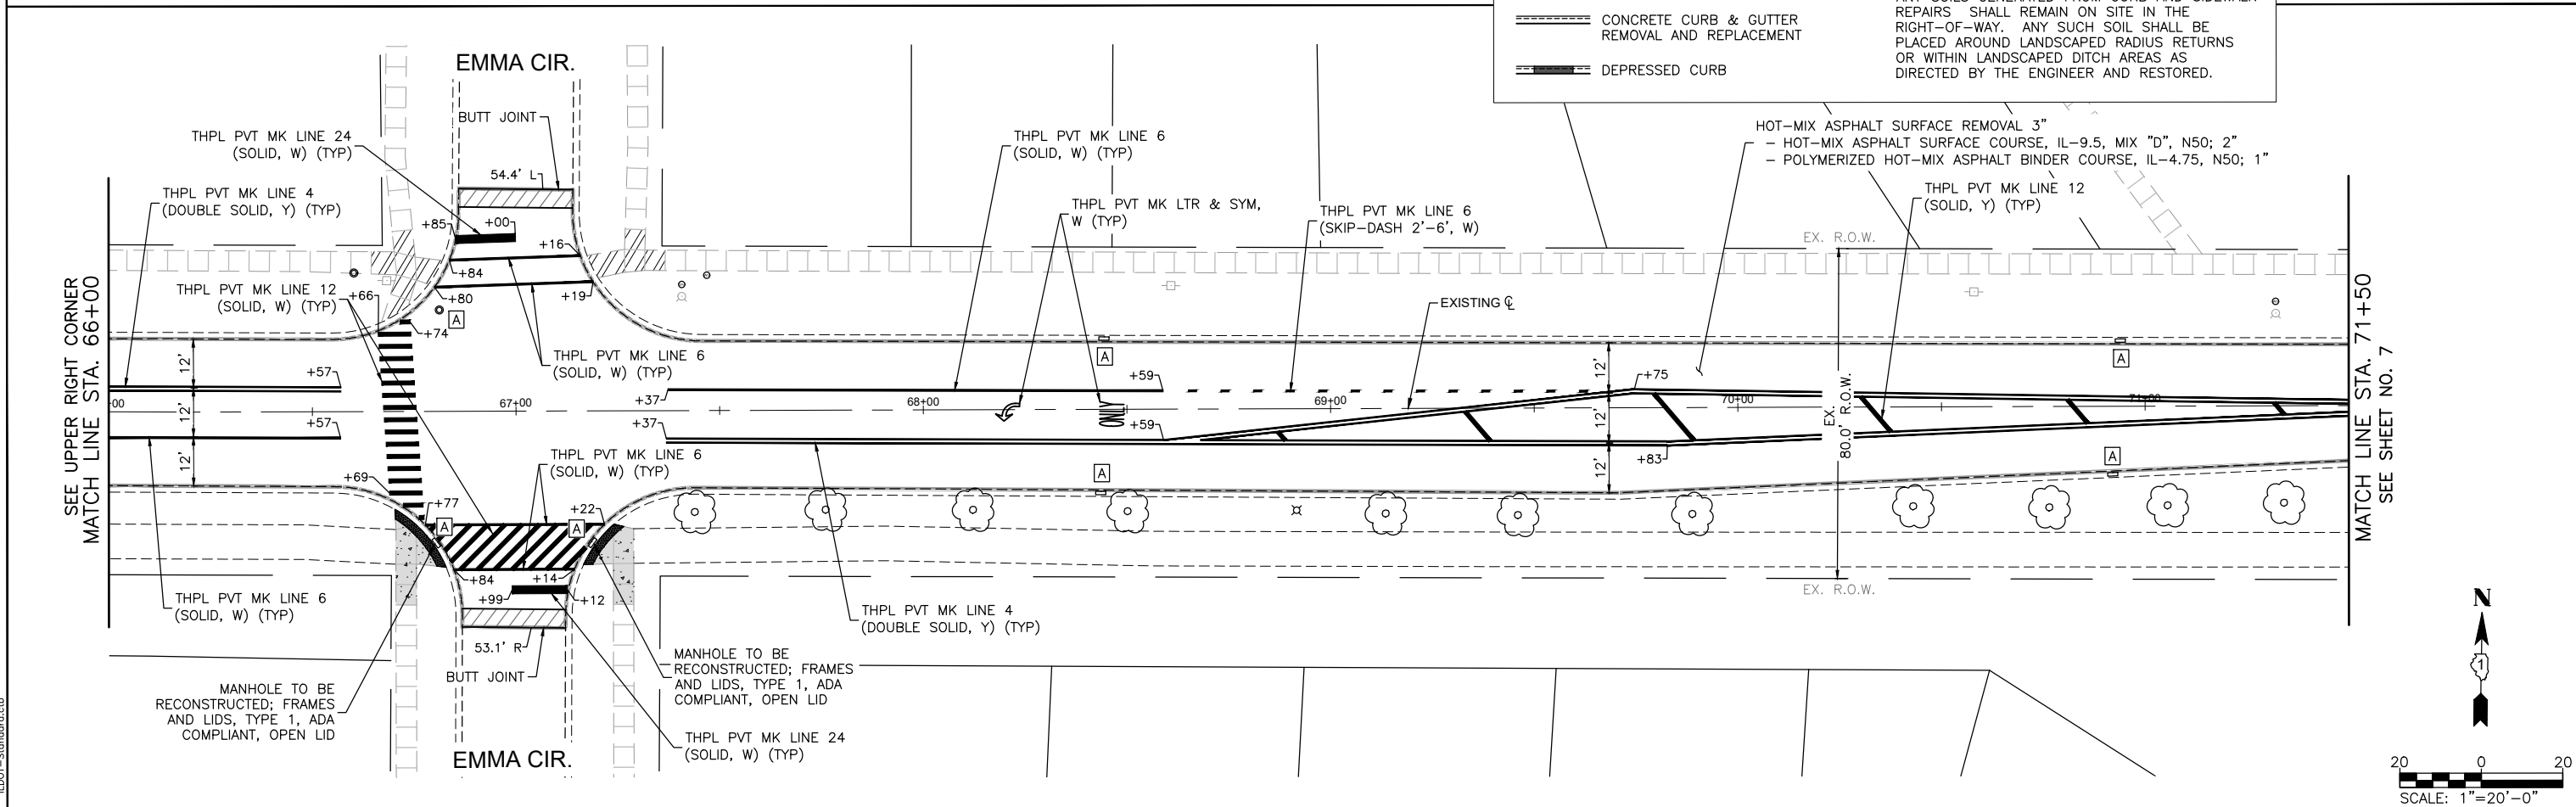 CONCRETE CURB & GUTTER
REMOVAL AND REPLACEMENT
DEPRESSED CURB
REPAIRS SHALL REMAIN ON SITE IN THE
RIGHT-OF-WAY. ANY SUCH SOIL SHALL BE
PLACED AROUND LANDSCAPED RADIUS RETURNS
OR WITHIN LANDSCAPED DITCH AREAS AS
DIRECTED BY THE ENGINEER AND RESTORED.
EMMA CIR.
BUTT JOINT
THPL PVT MK LINE 24
(SOLID, W) (TYP)
54.4' L
THPL PVT MK LINE 4
(DOUBLE SOLID, Y) (TYP)
+85
+00
+16
+84
+80
+19
THPL PVT MK LINE 12
(SOLID, W) (TYP)
+66
A
+74
THPL PVT MK LINE 6
(SOLID, W) (TYP)
THPL PVT MK LINE 6
(SOLID, W) (TYP)
THPL PVT MK LTR & SYM,
W (TYP)
THPL PVT MK LINE 6
(SKIP-DASH 2'-6', W)
HOT-MIX ASPHALT SURFACE REMOVAL 3"
- HOT-MIX ASPHALT SURFACE COURSE, IL-9.5, MIX "D", N50; 2"
- POLYMERIZED HOT-MIX ASPHALT BINDER COURSE, IL-4.75, N50; 1"
THPL PVT MK LINE 12
(SOLID, Y) (TYP)
EX. R.O.W.
EXISTING ℄
SEE UPPER RIGHT CORNER
MATCH LINE STA. 66+00
MATCH LINE STA. 71+50
SEE SHEET NO. 7
12'
12'
12'
+57
+57
00
67+00
68+00
69+00
70+00
71+00
+37
+37
+59
+59
A
A
12'
12'
12'
+75
+83
EX.
80.0' R.O.W.
A
A
THPL PVT MK LINE 6
(SOLID, W) (TYP)
+69
+77
A
A
+22
+84
+14
+99
+12
THPL PVT MK LINE 6
(SOLID, W) (TYP)
53.1' R
BUTT JOINT
THPL PVT MK LINE 4
(DOUBLE SOLID, Y) (TYP)
EX. R.O.W.
MANHOLE TO BE
RECONSTRUCTED; FRAMES
AND LIDS, TYPE 1, ADA
COMPLIANT, OPEN LID
MANHOLE TO BE
RECONSTRUCTED; FRAMES
AND LIDS, TYPE 1, ADA
COMPLIANT, OPEN LID
THPL PVT MK LINE 24
(SOLID, W) (TYP)
EMMA CIR.
N
1
20 0 20
SCALE: 1"=20'-0"